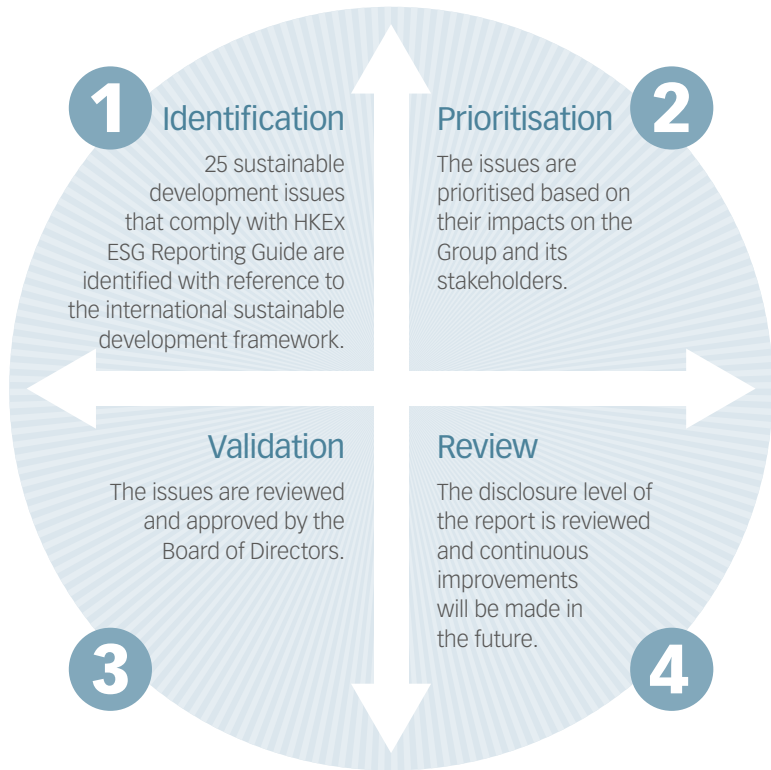 1
Identification
25 sustainable
development issues
that comply with HKEx
ESG Reporting Guide are
identified with reference to
the international sustainable
development framework.
2
Prioritisation
The issues are
prioritised based on
their impacts on the
Group and its
stakeholders.
3
Validation
The issues are reviewed
and approved by the
Board of Directors.
4
Review
The disclosure level of
the report is reviewed
and continuous
improvements
will be made in
the future.